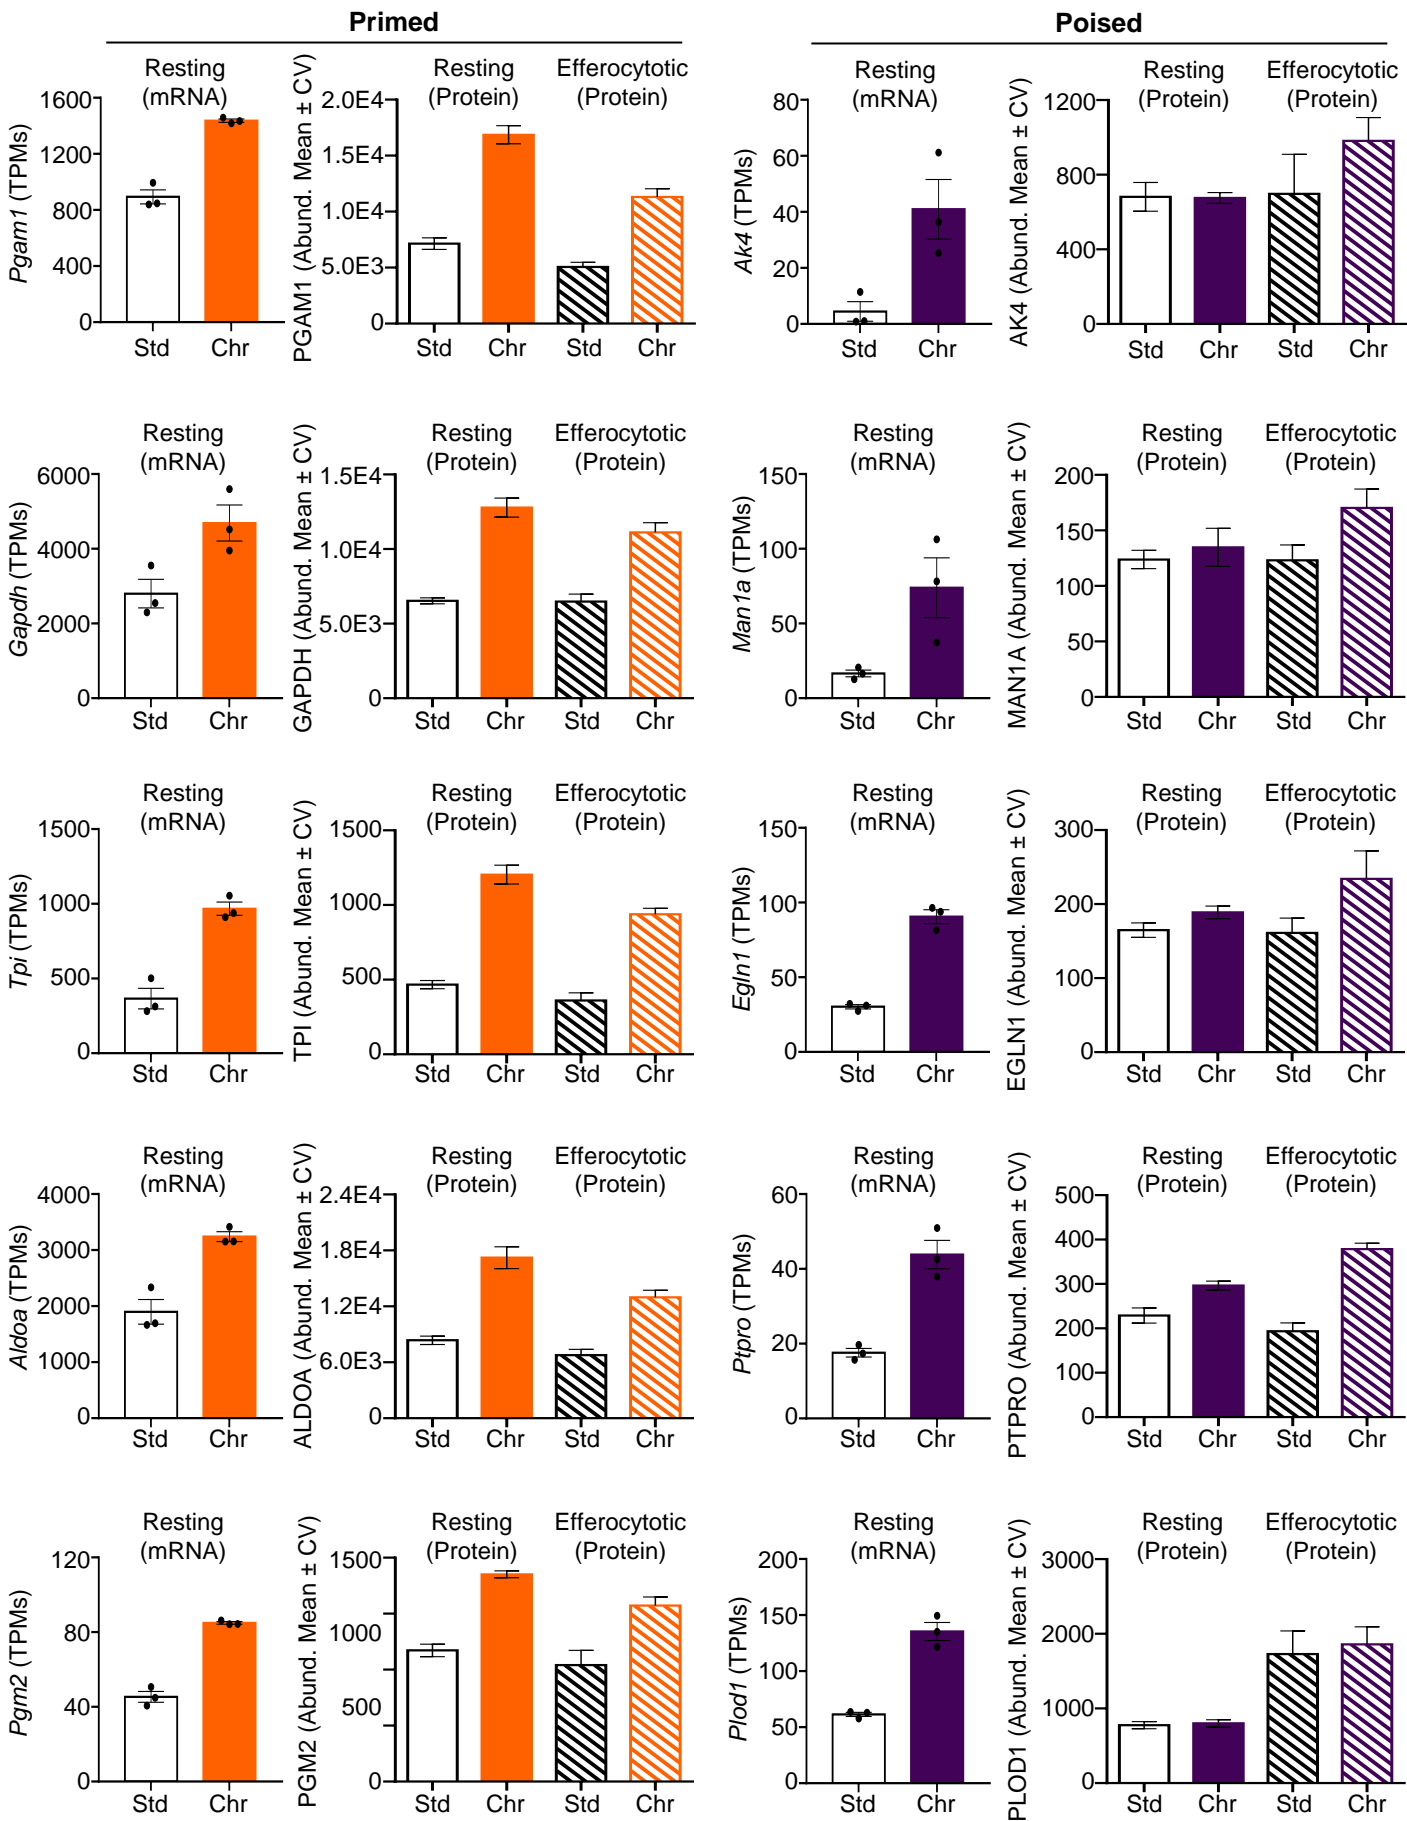 Primed
Poised
Resting
(mRNA)
Resting
(Protein)
Efferocytotic
(Protein)
Resting
(mRNA)
Resting
(Protein)
Efferocytotic
(Protein)
Pgam1 (TPMs)
1600
1200
800
400
0
Std Chr
PGAM1 (Abund. Mean ± CV)
2.0E4
1.5E4
1.0E4
5.0E3
0
Std Chr Std Chr
Ak4 (TPMs)
80
60
40
20
0
Std Chr
AK4 (Abund. Mean ± CV)
1200
800
400
0
Std Chr Std Chr
Resting
(mRNA)
Resting
(Protein)
Efferocytotic
(Protein)
Resting
(mRNA)
Resting
(Protein)
Efferocytotic
(Protein)
Gapdh (TPMs)
6000
4000
2000
0
Std Chr
GAPDH (Abund. Mean ± CV)
1.5E4
1.0E4
5.0E3
0
Std Chr Std Chr
Man1a (TPMs)
150
100
50
0
Std Chr
MAN1A (Abund. Mean ± CV)
200
150
100
50
0
Std Chr Std Chr
Resting
(mRNA)
Resting
(Protein)
Efferocytotic
(Protein)
Resting
(mRNA)
Resting
(Protein)
Efferocytotic
(Protein)
Tpi (TPMs)
1500
1000
500
0
Std Chr
TPI (Abund. Mean ± CV)
1500
1000
500
0
Std Chr Std Chr
Egln1 (TPMs)
150
100
50
0
Std Chr
EGLN1 (Abund. Mean ± CV)
300
200
100
0
Std Chr Std Chr
Resting
(mRNA)
Resting
(Protein)
Efferocytotic
(Protein)
Resting
(mRNA)
Resting
(Protein)
Efferocytotic
(Protein)
Aldoa (TPMs)
4000
3000
2000
1000
0
Std Chr
ALDOA (Abund. Mean ± CV)
2.4E4
1.8E4
1.2E4
6.0E3
0
Std Chr Std Chr
Ptpro (TPMs)
60
40
20
0
Std Chr
PTPRO (Abund. Mean ± CV)
500
400
300
200
100
0
Std Chr Std Chr
Resting
(mRNA)
Resting
(Protein)
Efferocytotic
(Protein)
Resting
(mRNA)
Resting
(Protein)
Efferocytotic
(Protein)
Pgm2 (TPMs)
120
80
40
0
Std Chr
PGM2 (Abund. Mean ± CV)
1500
1000
500
0
Std Chr Std Chr
Plod1 (TPMs)
200
150
100
50
0
Std Chr
PLOD1 (Abund. Mean ± CV)
3000
2000
1000
0
Std Chr Std Chr